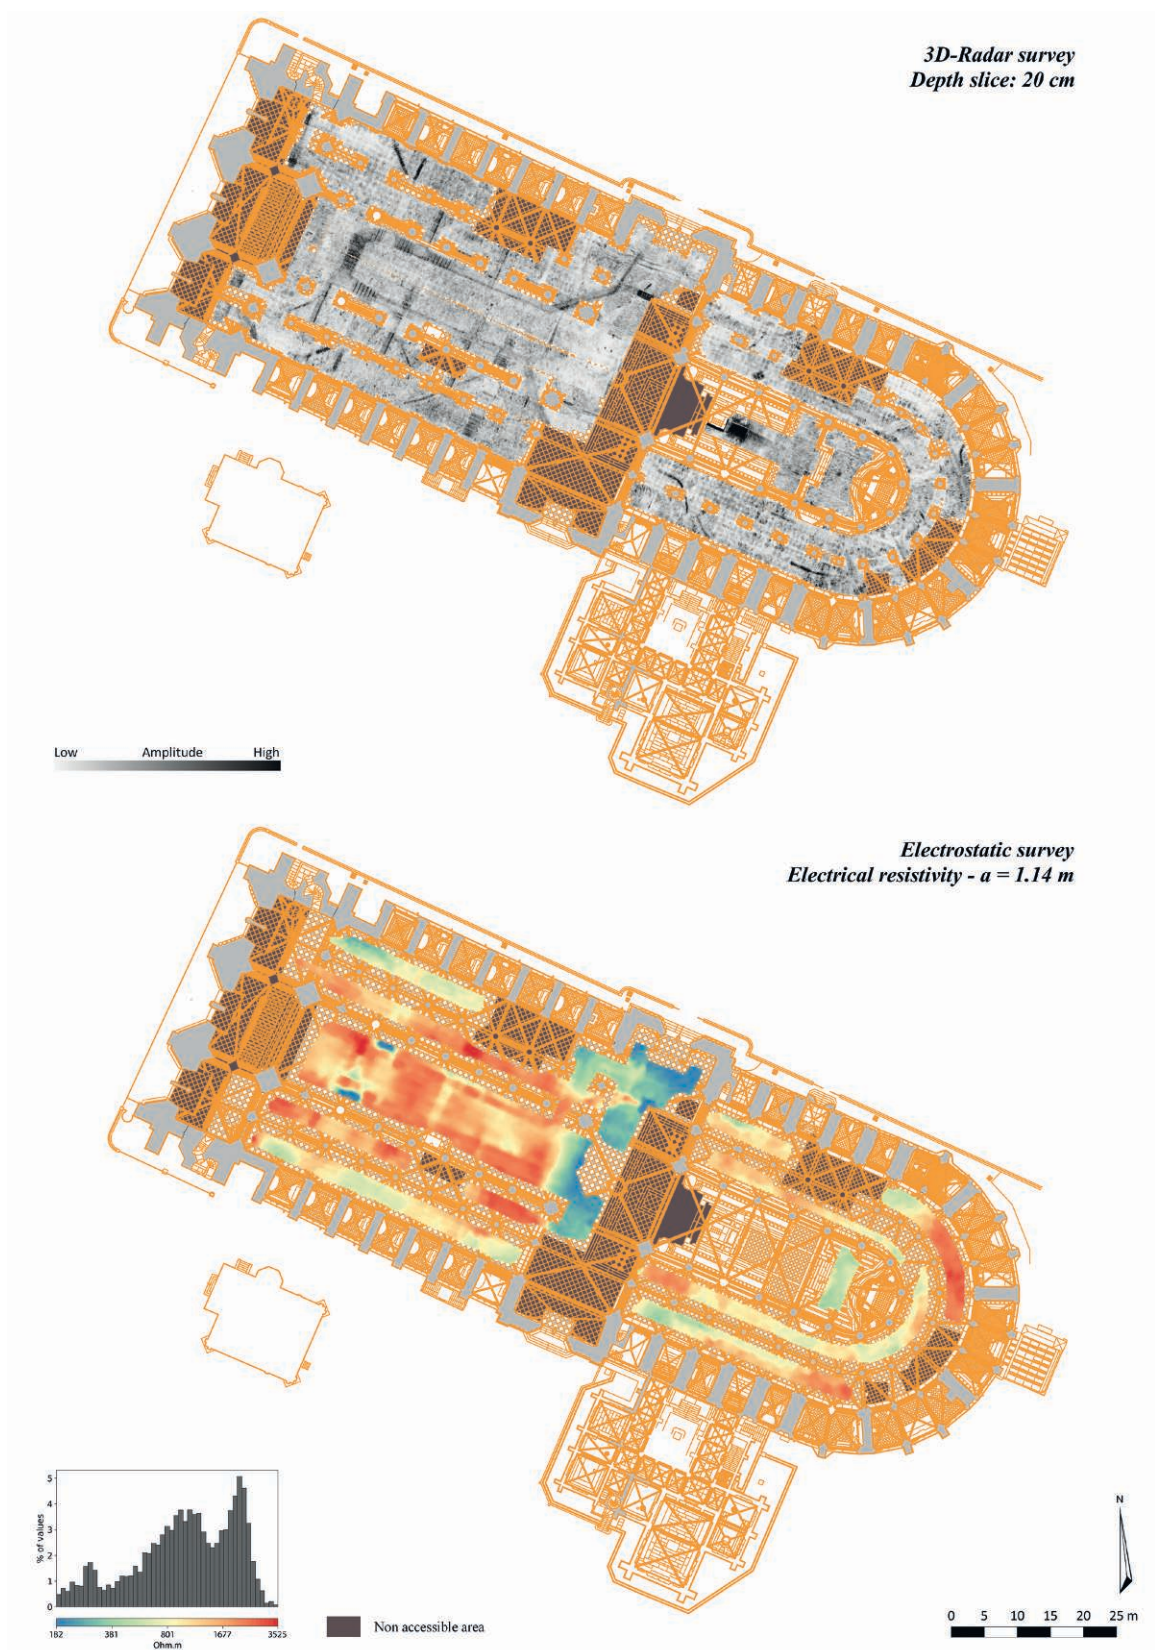 3D-Radar survey
Depth slice: 20 cm
Low Amplitude High
Electrostatic survey
Electrical resistivity - a = 1.14 m
% of values
5
4
3
2
1
0
182 381 801 1677 3525
Ohm.m
Non accessible area
N
0 5 10 15 20 25 m